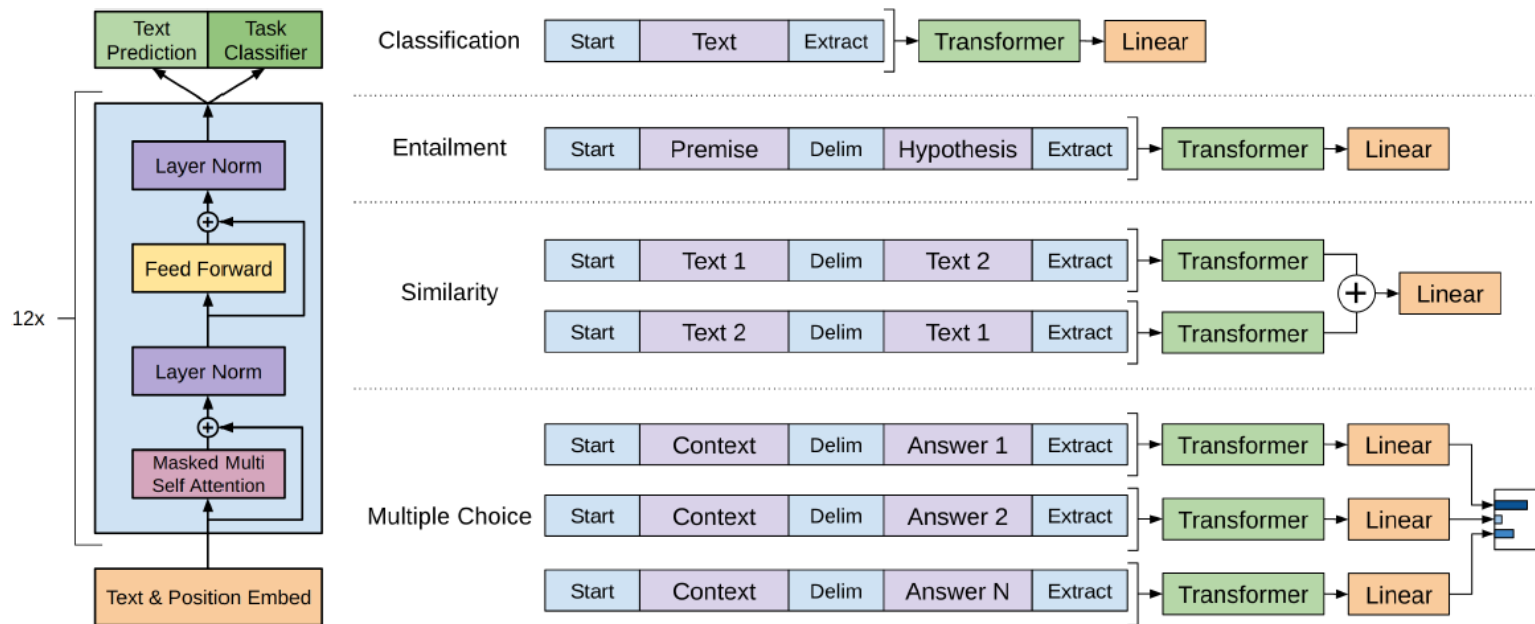 Text
Prediction
Task
Classifier
12x
Layer Norm
Feed Forward
Layer Norm
Masked Multi
Self Attention
Text & Position Embed
Classification
Start Text Extract Transformer Linear
Entailment
Start Premise Delim Hypothesis Extract Transformer Linear
Similarity
Start Text 1 Delim Text 2 Extract Transformer
+ Linear
Start Text 2 Delim Text 1 Extract Transformer
Multiple Choice
Start Context Delim Answer 1 Extract Transformer Linear
Start Context Delim Answer 2 Extract Transformer Linear
Start Context Delim Answer N Extract Transformer Linear